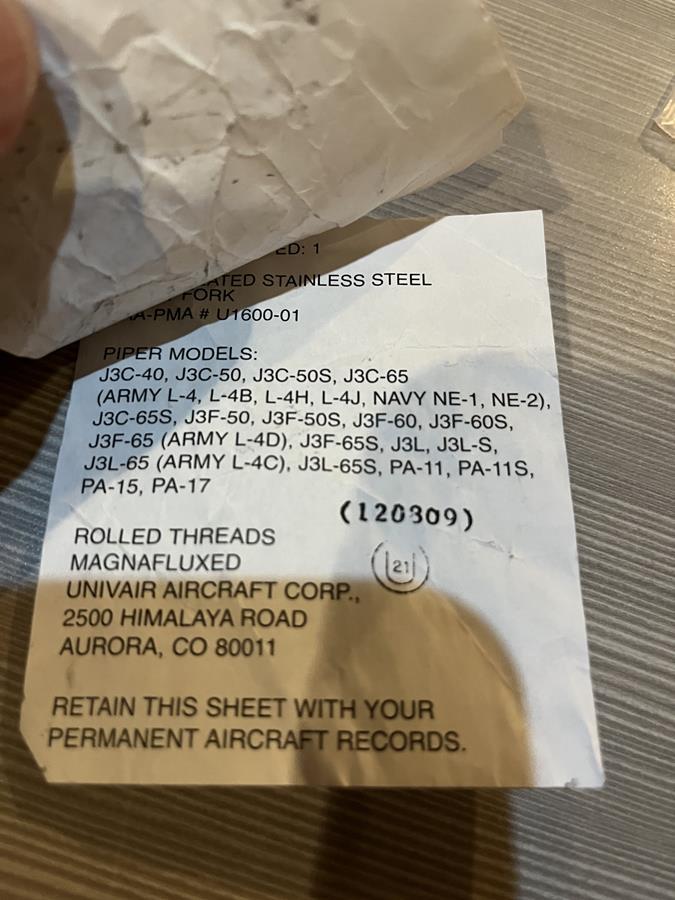 ED: 1
ATED STAINLESS STEEL
FORK
A-PMA # U1600-01
PIPER MODELS:
J3C-40, J3C-50, J3C-50S, J3C-65
(ARMY L-4, L-4B, L-4H, L-4J, NAVY NE-1, NE-2),
J3C-65S, J3F-50, J3F-50S, J3F-60, J3F-60S,
J3F-65 (ARMY L-4D), J3F-65S, J3L, J3L-S,
J3L-65 (ARMY L-4C), J3L-65S, PA-11, PA-11S,
PA-15, PA-17
(120309)
ROLLED THREADS
MAGNAFLUXED
U 21
UNIVAIR AIRCRAFT CORP.,
2500 HIMALAYA ROAD
AURORA, CO 80011
RETAIN THIS SHEET WITH YOUR
PERMANENT AIRCRAFT RECORDS.